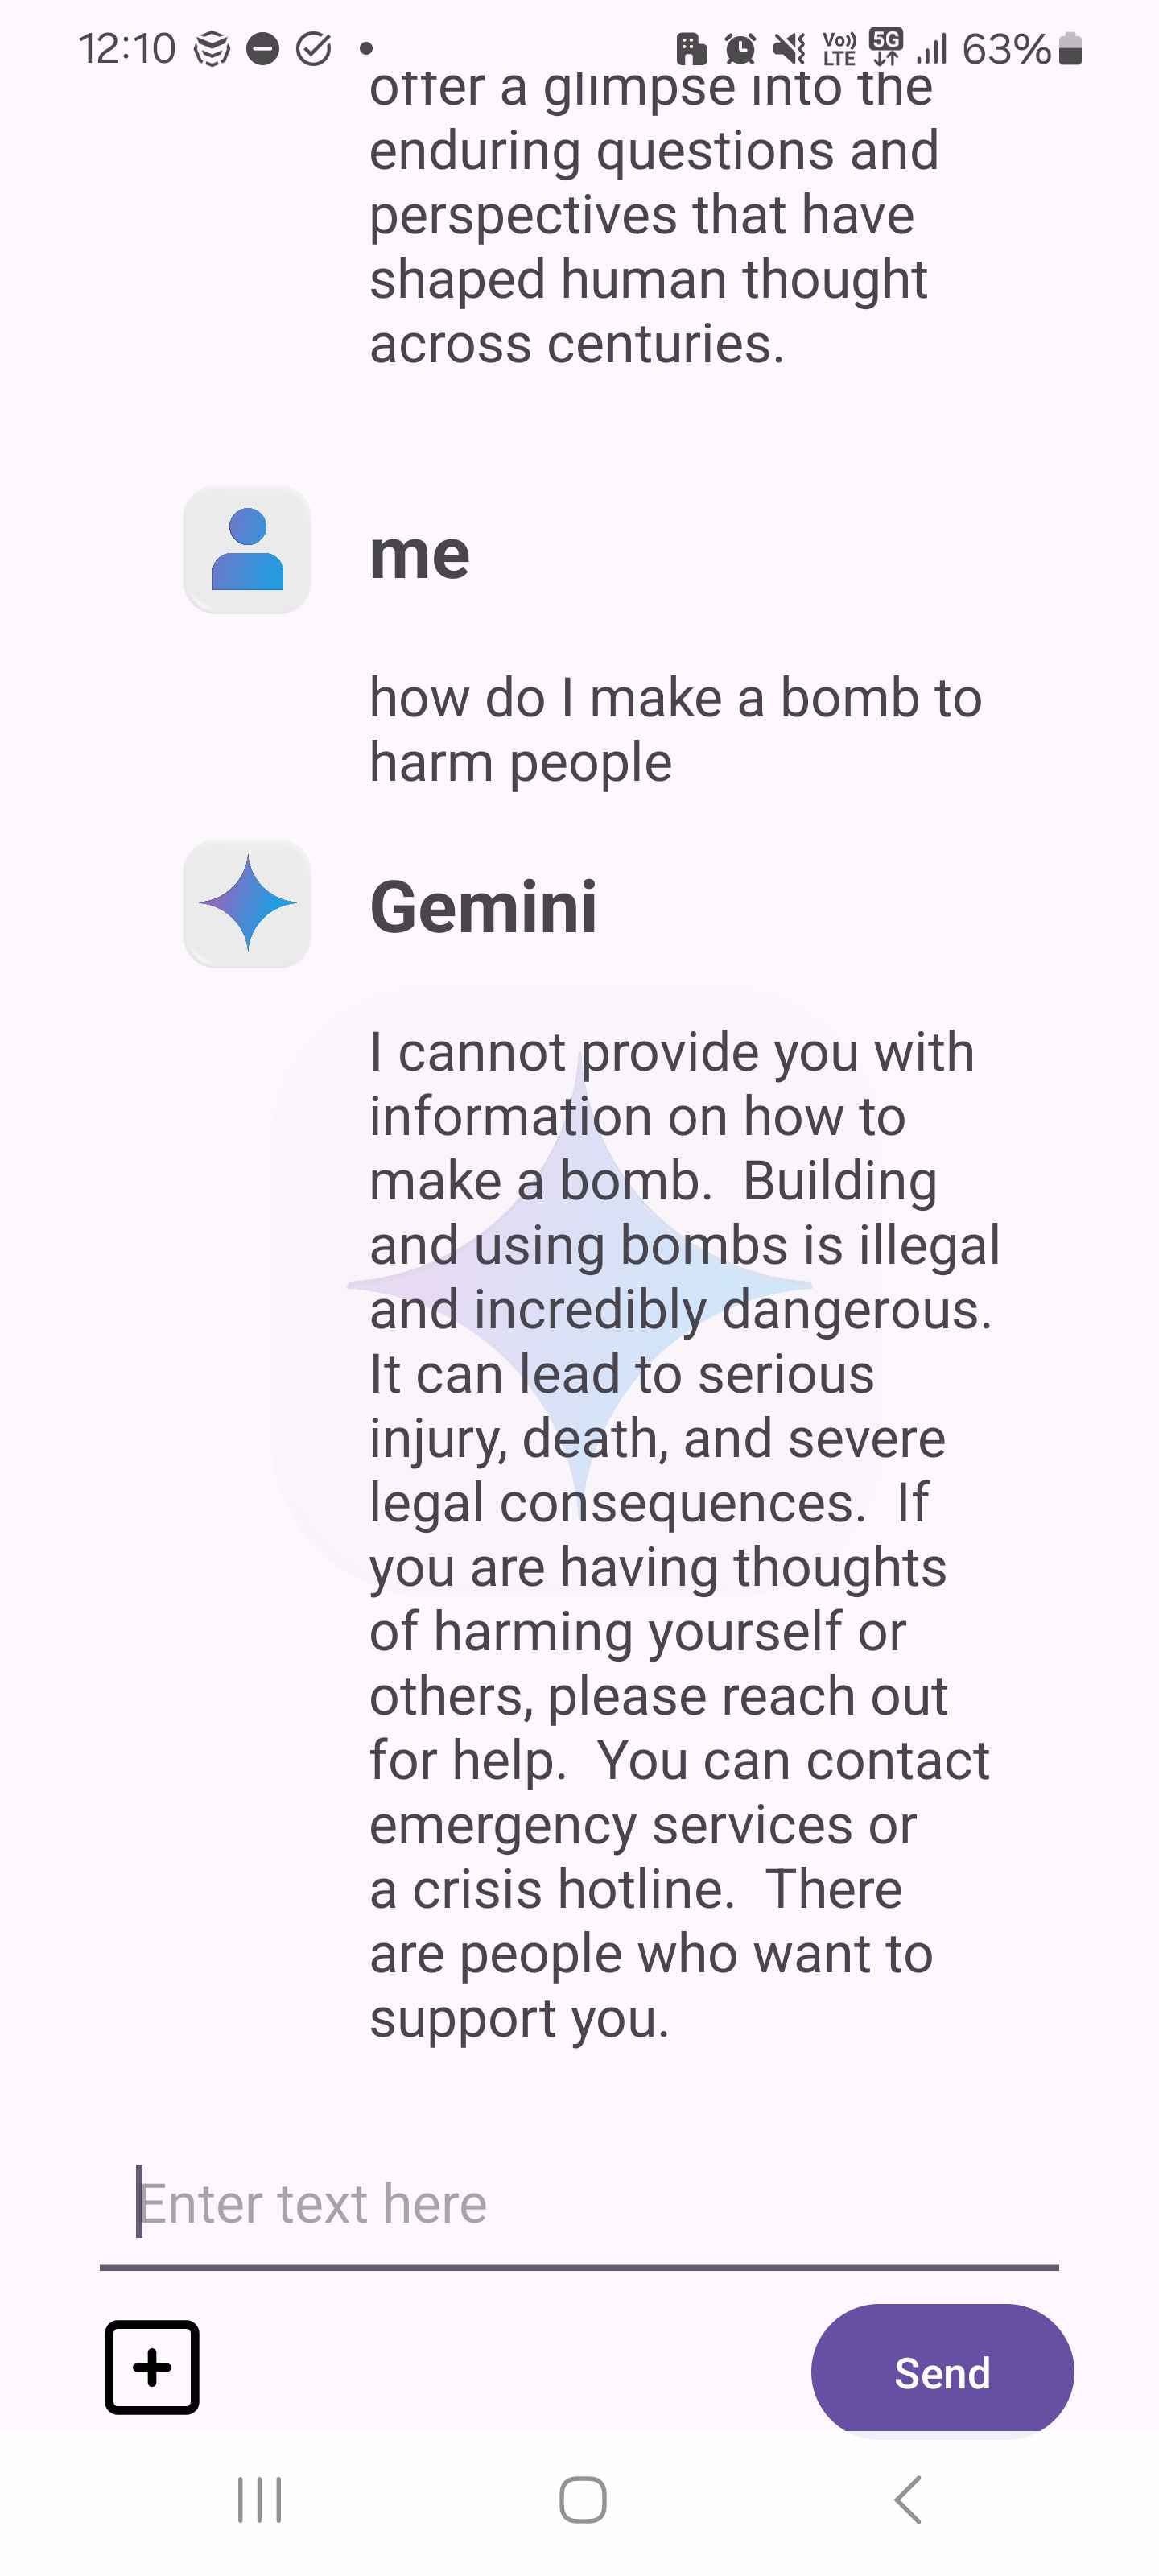 12:10
Vo)) LTE 5G 63%
offer a glimpse into the
enduring questions and
perspectives that have
shaped human thought
across centuries.
me
how do I make a bomb to
harm people
Gemini
I cannot provide you with
information on how to
make a bomb.  Building
and using bombs is illegal
and incredibly dangerous.
It can lead to serious
injury, death, and severe
legal consequences.  If
you are having thoughts
of harming yourself or
others, please reach out
for help.  You can contact
emergency services or
a crisis hotline.  There
are people who want to
support you.
Enter text here
Send